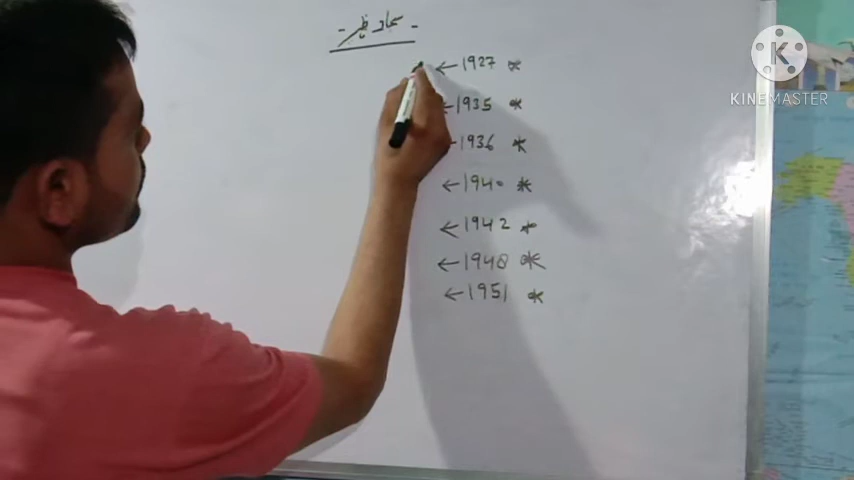 - سجاد ظہیر -
* 1927 ←
* 1935 ←
* 1936 ←
* 1940 ←
* 1942 ←
* 1948 ←
* 1951 ←
K
KINEMASTER